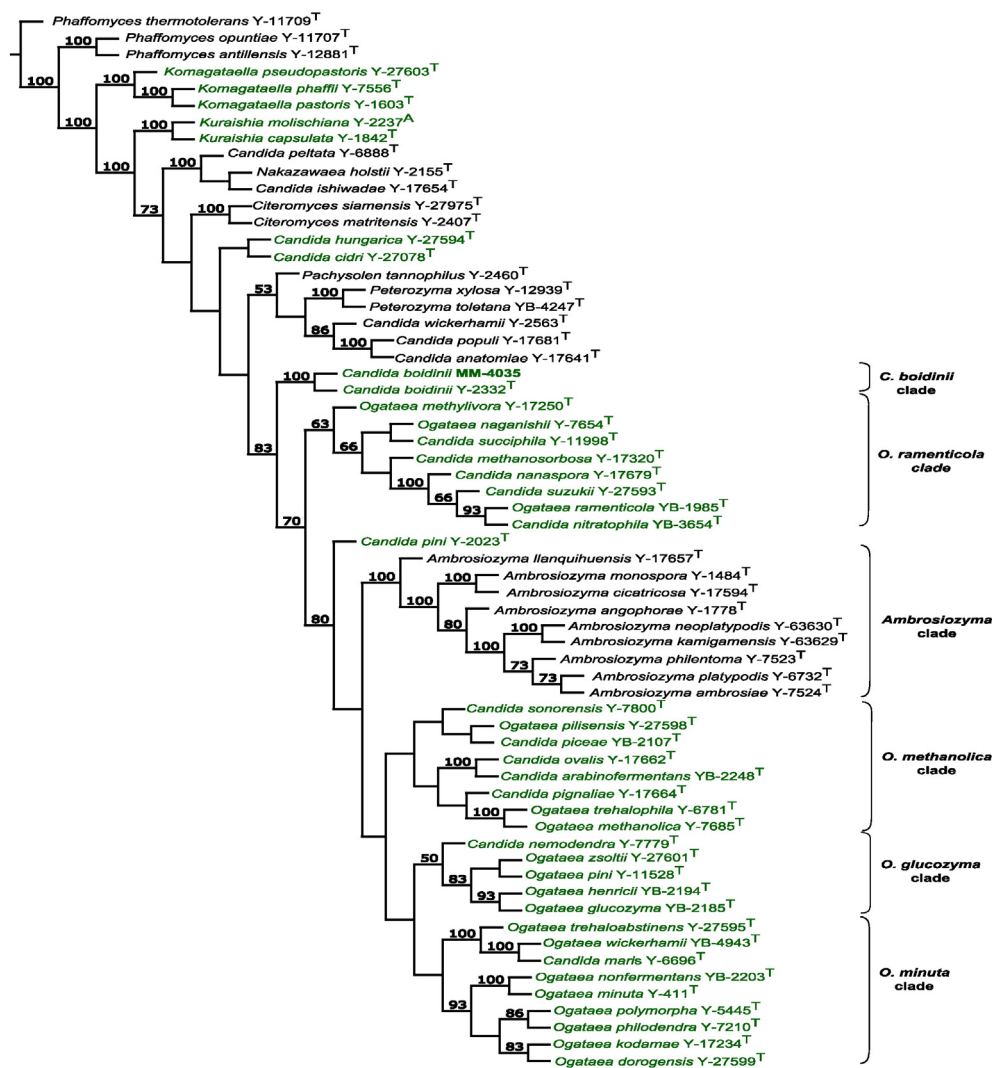 Phaffomyces thermotolerans Y-11709T
Phaffomyces opuntiae Y-11707T
100
Phaffomyces antillensis Y-12881T
Komagataella pseudopastoris Y-27603T
100
100
Komagataella phaffii Y-7556T
100
Komagataella pastoris Y-1603T
Kuraishia molischiana Y-2237A
100
100
Kuraishia capsulata Y-1842T
Candida peltata Y-6888T
100
100
Nakazawaea holstii Y-2155T
Candida ishiwadae Y-17654T
Citeromyces siamensis Y-27975T
73
100
Citeromyces matritensis Y-2407T
Candida hungarica Y-27594T
Candida cidri Y-27078T
Pachysolen tannophilus Y-2460T
53
Peterozyma xylosa Y-12939T
100
Peterozyma toletana YB-4247T
Candida wickerhamii Y-2563T
86
Candida populi Y-17681T
100
Candida anatomiae Y-17641T
Candida boidinii MM-4035
100
C. boidinii
clade
Candida boidinii Y-2332T
Ogataea methylivora Y-17250T
63
Ogataea naganishii Y-7654T
Candida succiphila Y-11998T
83
66
Candida methanosorbosa Y-17320T
O. ramenticola
clade
Candida nanaspora Y-17679T
100
Candida suzukii Y-27593T
66
Ogataea ramenticola YB-1985T
93
Candida nitratophila YB-3654T
70
Candida pini Y-2023T
Ambrosiozyma llanquihuensis Y-17657T
100
Ambrosiozyma monospora Y-1484T
100
Ambrosiozyma cicatricosa Y-17594T
100
Ambrosiozyma angophorae Y-1778T
80
80
Ambrosiozyma neoplatypodis Y-63630T
100
Ambrosiozyma
clade
Ambrosiozyma kamigamensis Y-63629T
100
Ambrosiozyma philentoma Y-7523T
73
Ambrosiozyma platypodis Y-6732T
73
Ambrosiozyma ambrosiae Y-7524T
Candida sonorensis Y-7800T
Ogataea pilisensis Y-27598T
Candida piceae YB-2107T
Candida ovalis Y-17662T
100
O. methanolica
clade
Candida arabinofermentans YB-2248T
Candida pignaliae Y-17664T
Ogataea trehalophila Y-6781T
100
Ogataea methanolica Y-7685T
Candida nemodendra Y-7779T
50
Ogataea zsoltii Y-27601T
O. glucozyma
clade
Ogataea pini Y-11528T
83
Ogataea henricii YB-2194T
93
Ogataea glucozyma YB-2185T
Ogataea trehaloabstinens Y-27595T
100
Ogataea wickerhamii YB-4943T
100
Candida maris Y-6696T
Ogataea nonfermentans YB-2203T
100
O. minuta
clade
Ogataea minuta Y-411T
93
Ogataea polymorpha Y-5445T
86
Ogataea philodendra Y-7210T
Ogataea kodamae Y-17234T
83
Ogataea dorogensis Y-27599T